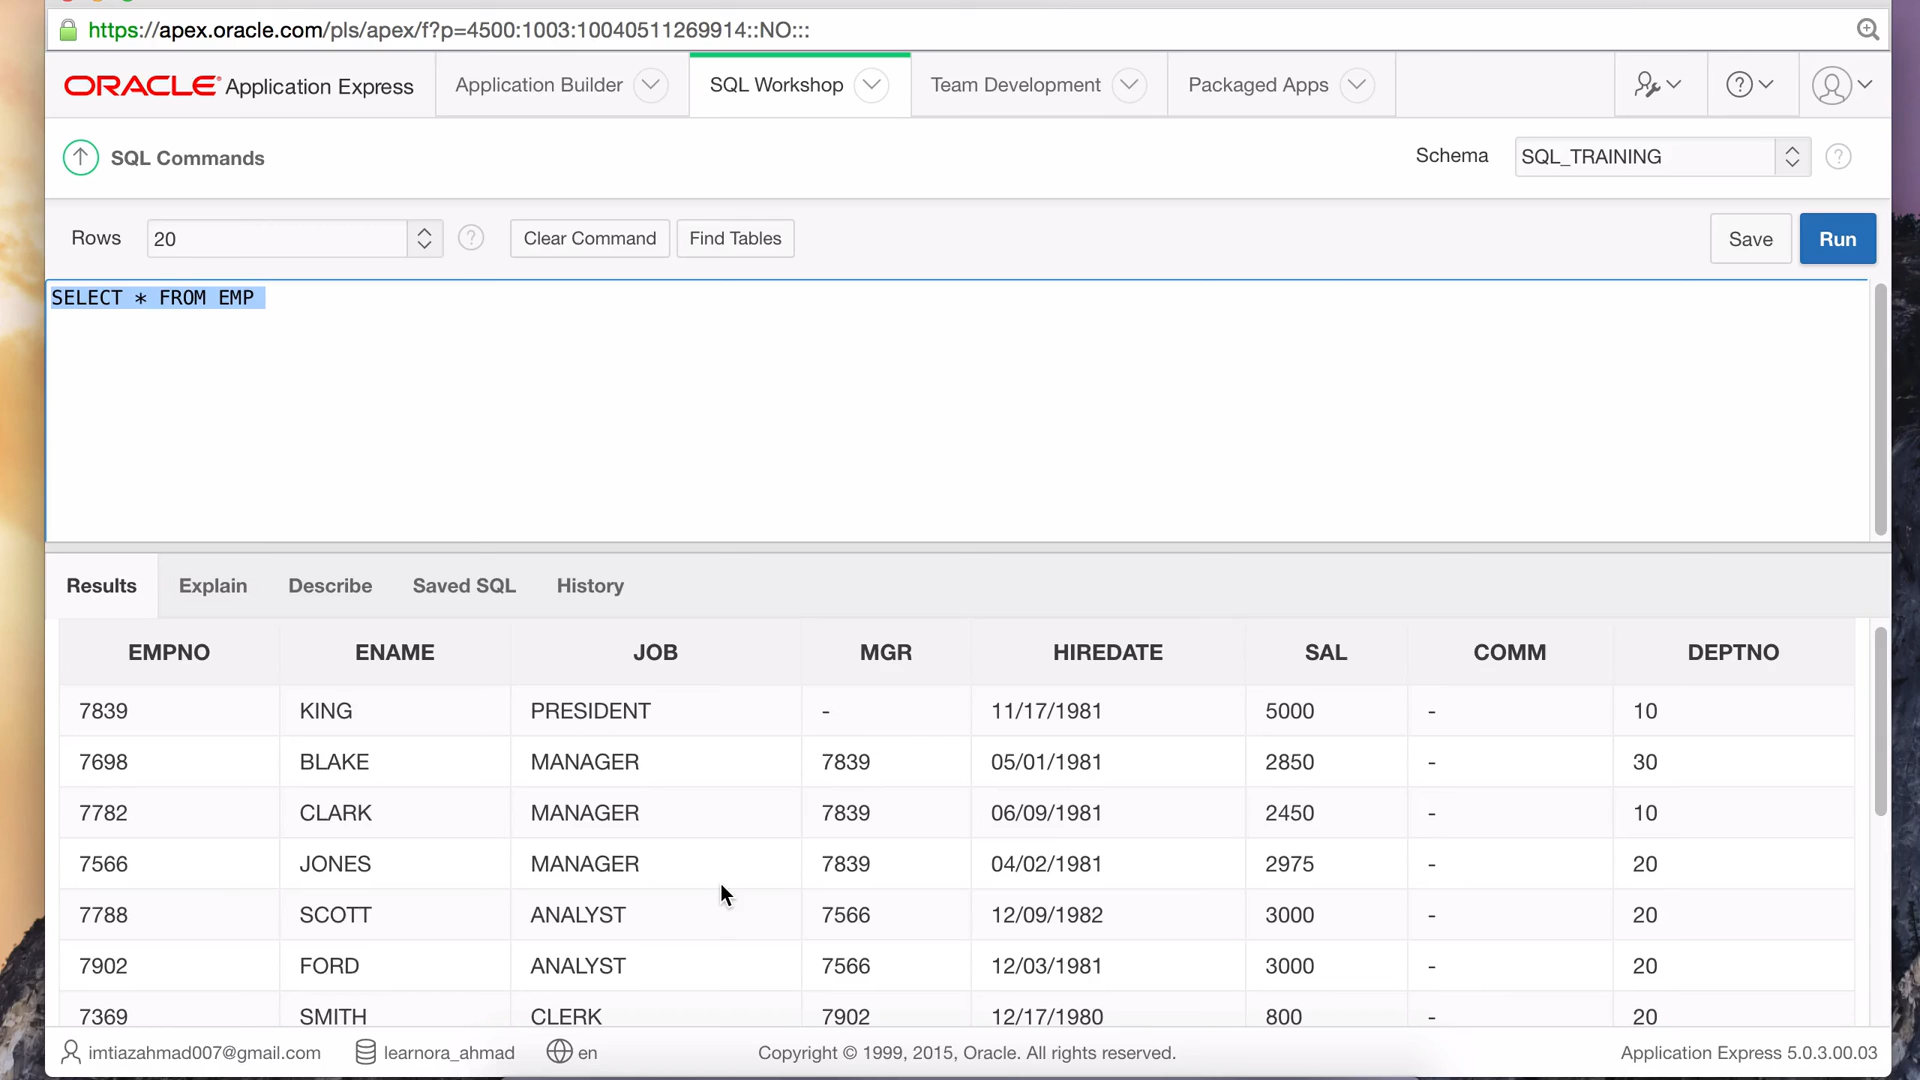 https://apex.oracle.com/pls/apex/f?p=4500:1003:10040511269914::NO:::
ORACLE Application Express Application Builder SQL Workshop Team Development Packaged Apps
SQL Commands Schema SQL_TRAINING
Rows 20 Clear Command Find Tables Save Run
SELECT * FROM EMP
Results Explain Describe Saved SQL History
EMPNO ENAME JOB MGR HIREDATE SAL COMM DEPTNO
7839 KING PRESIDENT - 11/17/1981 5000 - 10
7698 BLAKE MANAGER 7839 05/01/1981 2850 - 30
7782 CLARK MANAGER 7839 06/09/1981 2450 - 10
7566 JONES MANAGER 7839 04/02/1981 2975 - 20
7788 SCOTT ANALYST 7566 12/09/1982 3000 - 20
7902 FORD ANALYST 7566 12/03/1981 3000 - 20
7369 SMITH CLERK 7902 12/17/1980 800 - 20
imtiazahmad007@gmail.com learnora_ahmad en Copyright © 1999, 2015, Oracle. All rights reserved. Application Express 5.0.3.00.03